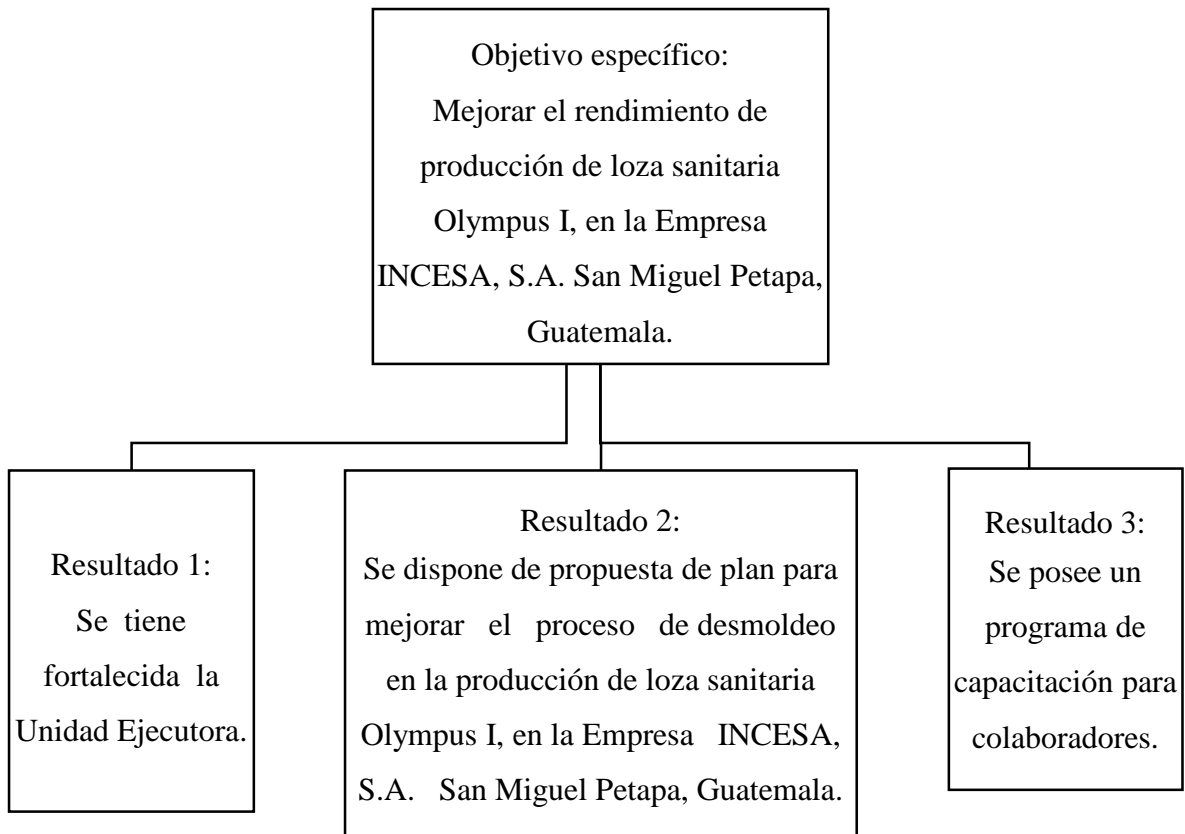 Objetivo específico:
Mejorar el rendimiento de
producción de loza sanitaria
Olympus I, en la Empresa
INCESA, S.A. San Miguel Petapa,
Guatemala.
Resultado 1:
Se tiene
fortalecida la
Unidad Ejecutora.
Resultado 2:
Se dispone de propuesta de plan para
mejorar el proceso de desmoldeo
en la producción de loza sanitaria
Olympus I, en la Empresa INCESA,
S.A. San Miguel Petapa, Guatemala.
Resultado 3:
Se posee un
programa de
capacitación para
colaboradores.